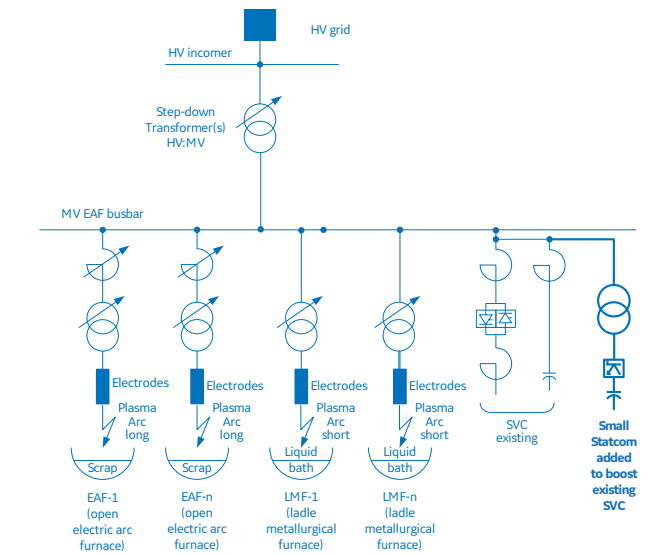 HV grid
HV incomer
Step-down
Transformer(s)
HV:MV
MV EAF busbar
Electrodes
Electrodes
Electrodes
Electrodes
Plasma
Arc
long
Plasma
Arc
long
Plasma
Arc
short
Plasma
Arc
short
Scrap
Scrap
Liquid
bath
Liquid
bath
EAF-1
(open
electric arc
furnace)
EAF-n
(open
electric arc
furnace)
LMF-1
(ladle
metallurgical
furnace)
LMF-n
(ladle
metallurgical
furnace)
SVC
existing
Small
Statcom
added
to boost
existing
SVC